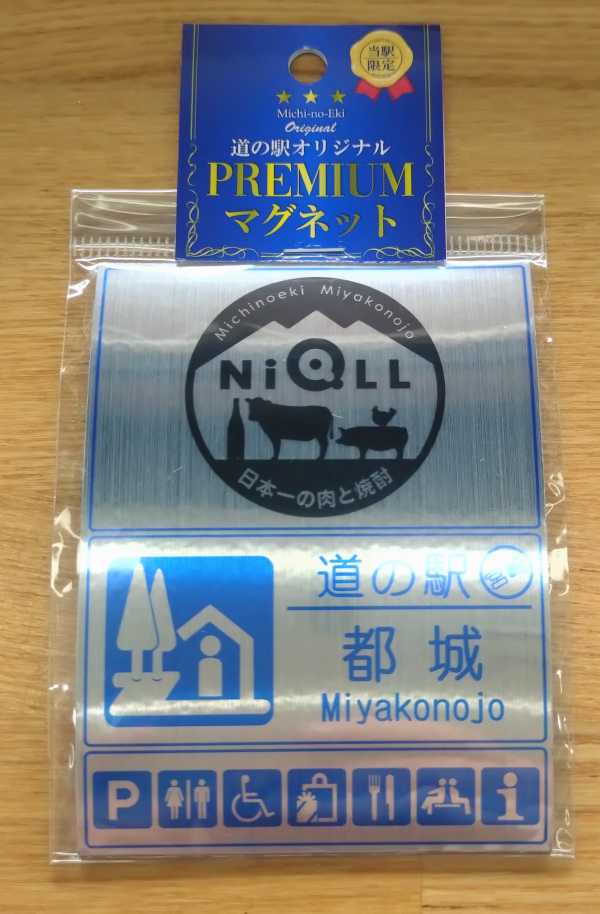 当駅
限定
Michi-no-Eki
Original
道の駅オリジナル
PREMIUM
マグネット
Michinoeki Miyakonojo
NiQLL
日本一の肉と焼酎
道の駅
都城
Miyakonojo
P
i